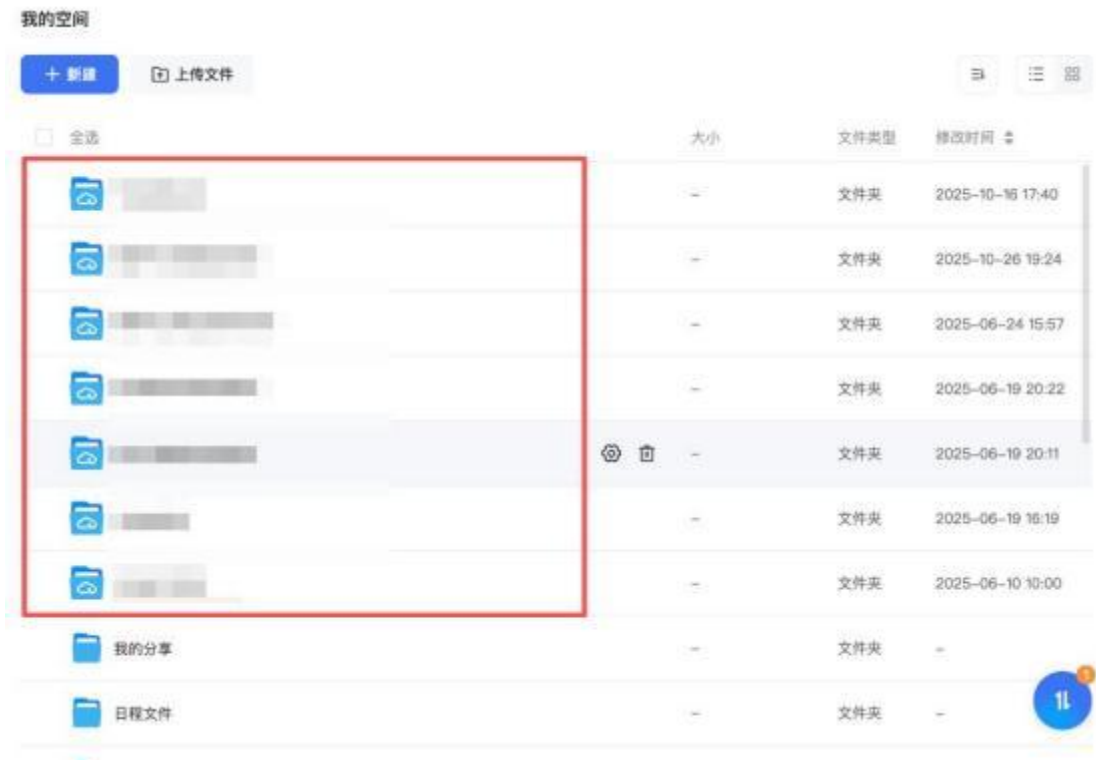 我的空间
+ 新建 上传文件
全选 大小 文件类型 修改时间
- 文件夹 2025-10-16 17:40
- 文件夹 2025-10-26 19:24
- 文件夹 2025-06-24 15:57
- 文件夹 2025-06-19 20:22
- 文件夹 2025-06-19 20:11
- 文件夹 2025-06-19 16:19
- 文件夹 2025-06-10 10:00
我的分享 - 文件夹 -
日程文件 - 文件夹 -
1